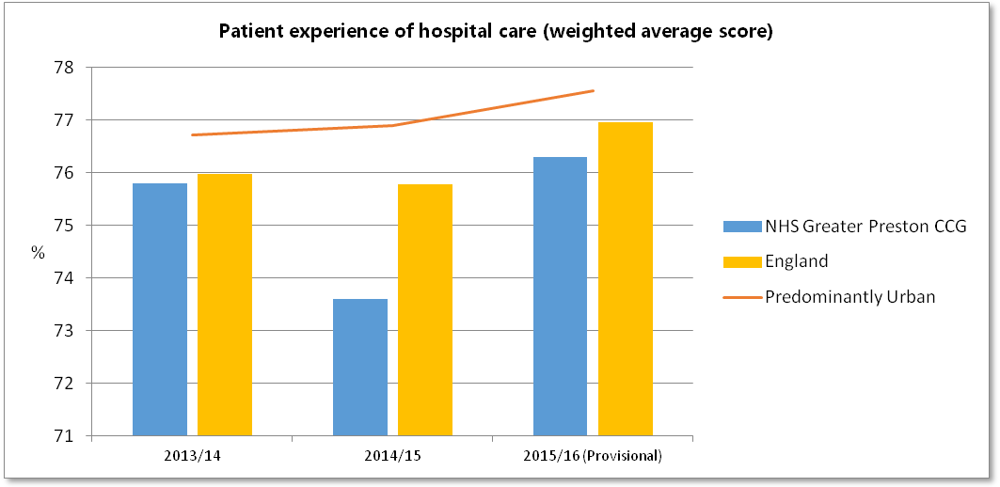 Patient experience of hospital care (weighted average score)
78
77
76
75
74
73
72
71
%
2013/14
2014/15
2015/16 (Provisional)
NHS Greater Preston CCG
England
Predominantly Urban